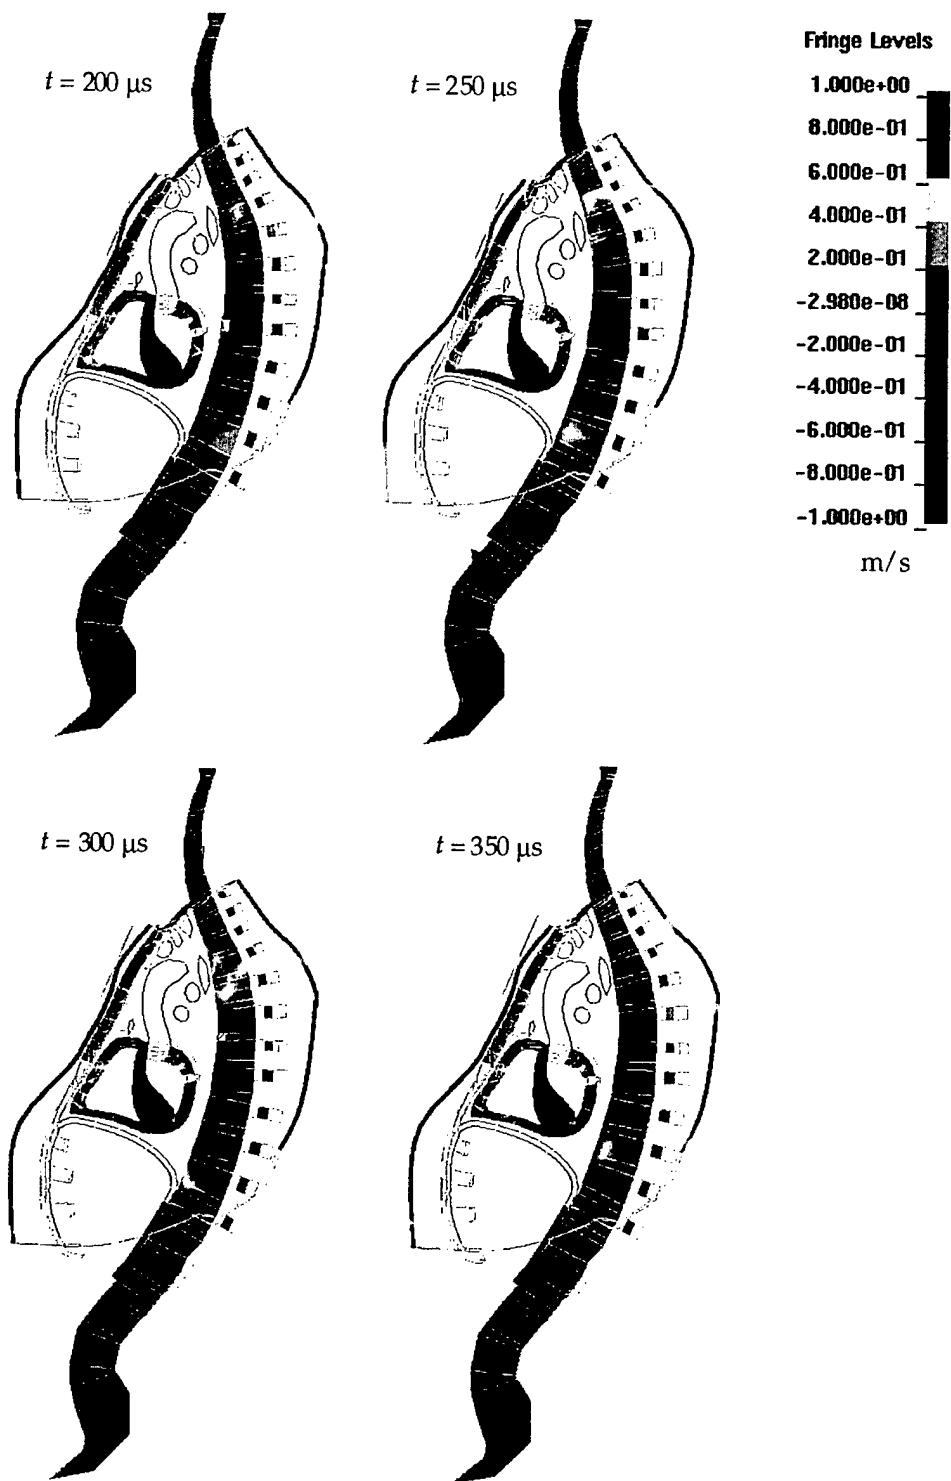 t = 200 µs
t = 250 µs
Fringe Levels
1.000e+00
8.000e-01
6.000e-01
4.000e-01
2.000e-01
-2.980e-08
-2.000e-01
-4.000e-01
-6.000e-01
-8.000e-01
-1.000e+00
m/s
t = 300 µs
t = 350 µs